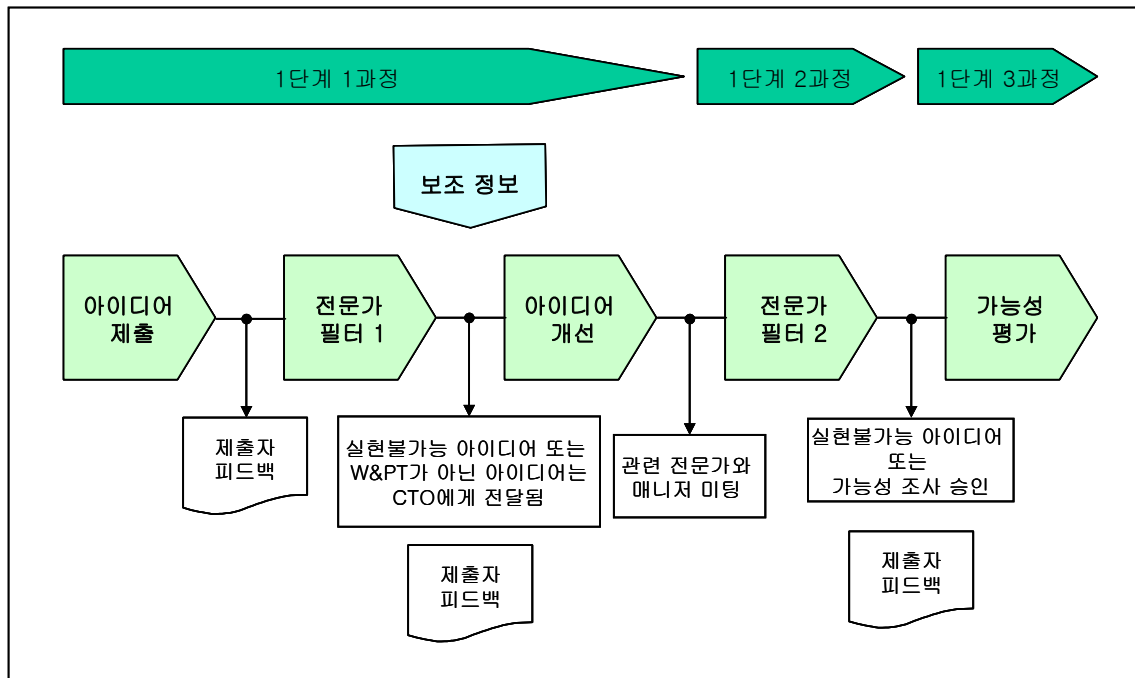 1단계 1과정
1단계 2과정
1단계 3과정
보조 정보
아이디어
제출
전문가
필터 1
아이디어
개선
전문가
필터 2
가능성
평가
제출자
피드백
실현불가능 아이디어 또는
W&PT가 아닌 아이디어는
CTO에게 전달됨
관련 전문가와
매니저 미팅
실현불가능 아이디어
또는
가능성 조사 승인
제출자
피드백
제출자
피드백